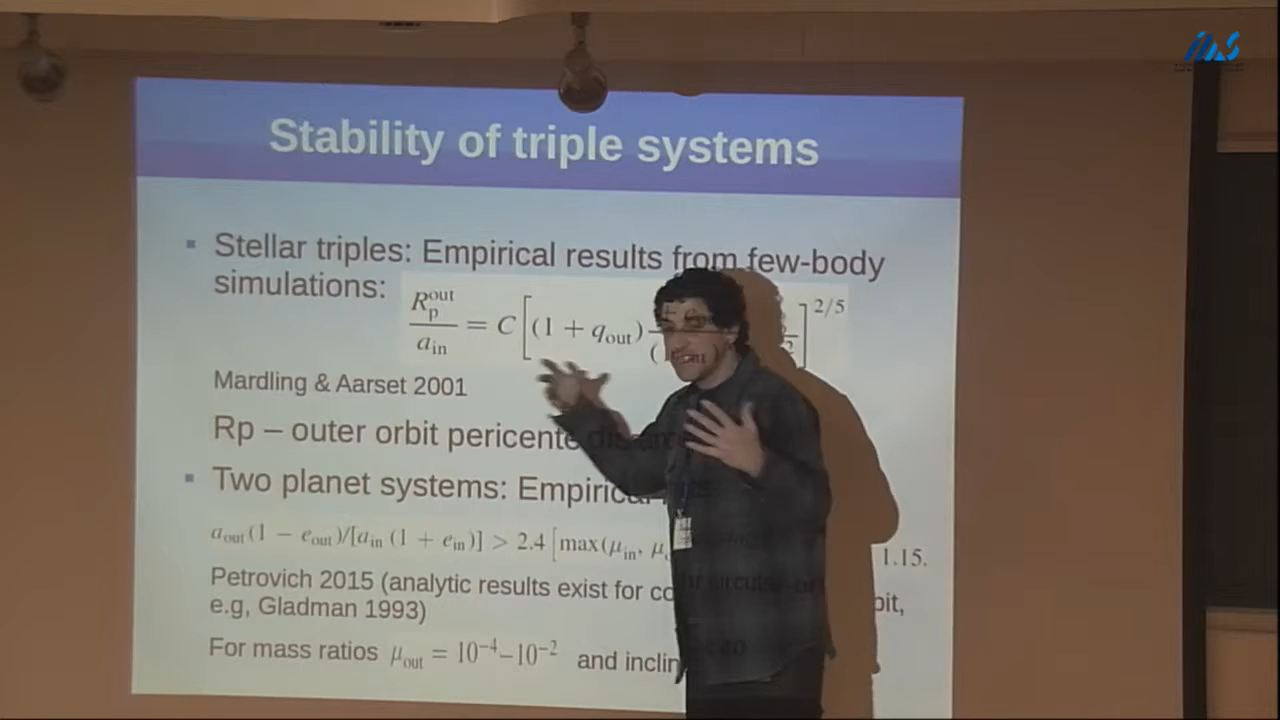 Stability of triple systems
▪ Stellar triples: Empirical results from few-body
simulations:
R_p^out / a_in = C[(1 + q_out) ]^2/5
Mardling & Aarset 2001
Rp – outer orbit pericente
▪ Two planet systems: Empirical
a_out(1 − e_out)/[a_in (1 + e_in)] > 2.4 [max(μ_in, μ 1.15.
Petrovich 2015 (analytic results exist for
e.g, Gladman 1993)
For mass ratios μ_out = 10^−4–10^−2 and